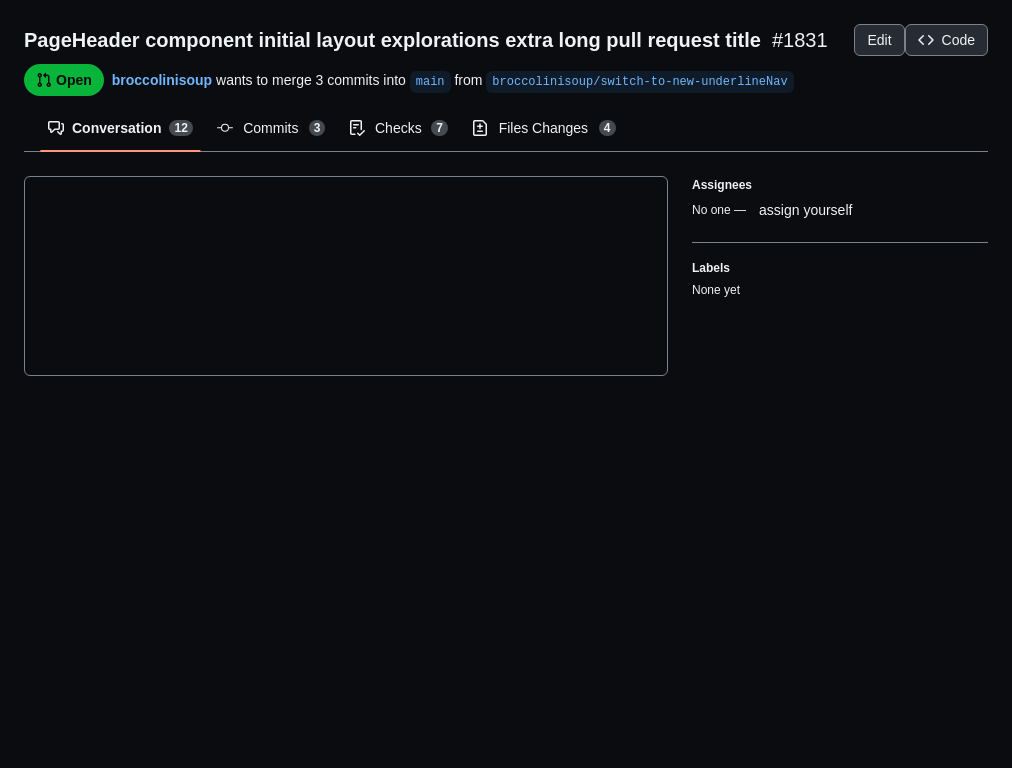 PageHeader component initial layout explorations extra long pull request title #1831 Edit Code
Open broccolinisoup wants to merge 3 commits into main from broccolinisoup/switch-to-new-underlineNav
Conversation 12 Commits 3 Checks 7 Files Changes 4
Assignees
No one — assign yourself
Labels
None yet